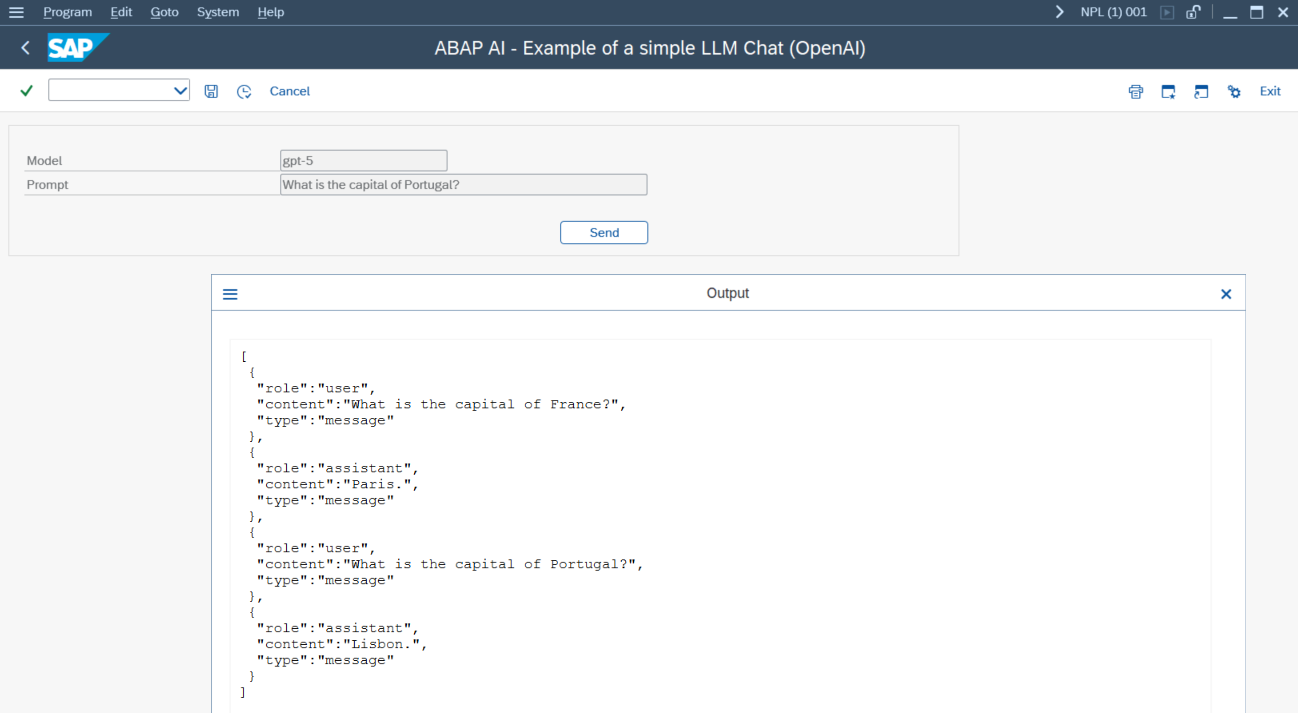 Program Edit Goto System Help NPL (1) 001
SAP ABAP AI - Example of a simple LLM Chat (OpenAI)
Cancel Exit
Model gpt-5
Prompt What is the capital of Portugal?
Send
Output
[
{
"role":"user",
"content":"What is the capital of France?",
"type":"message"
},
{
"role":"assistant",
"content":"Paris.",
"type":"message"
},
{
"role":"user",
"content":"What is the capital of Portugal?",
"type":"message"
},
{
"role":"assistant",
"content":"Lisbon.",
"type":"message"
}
]